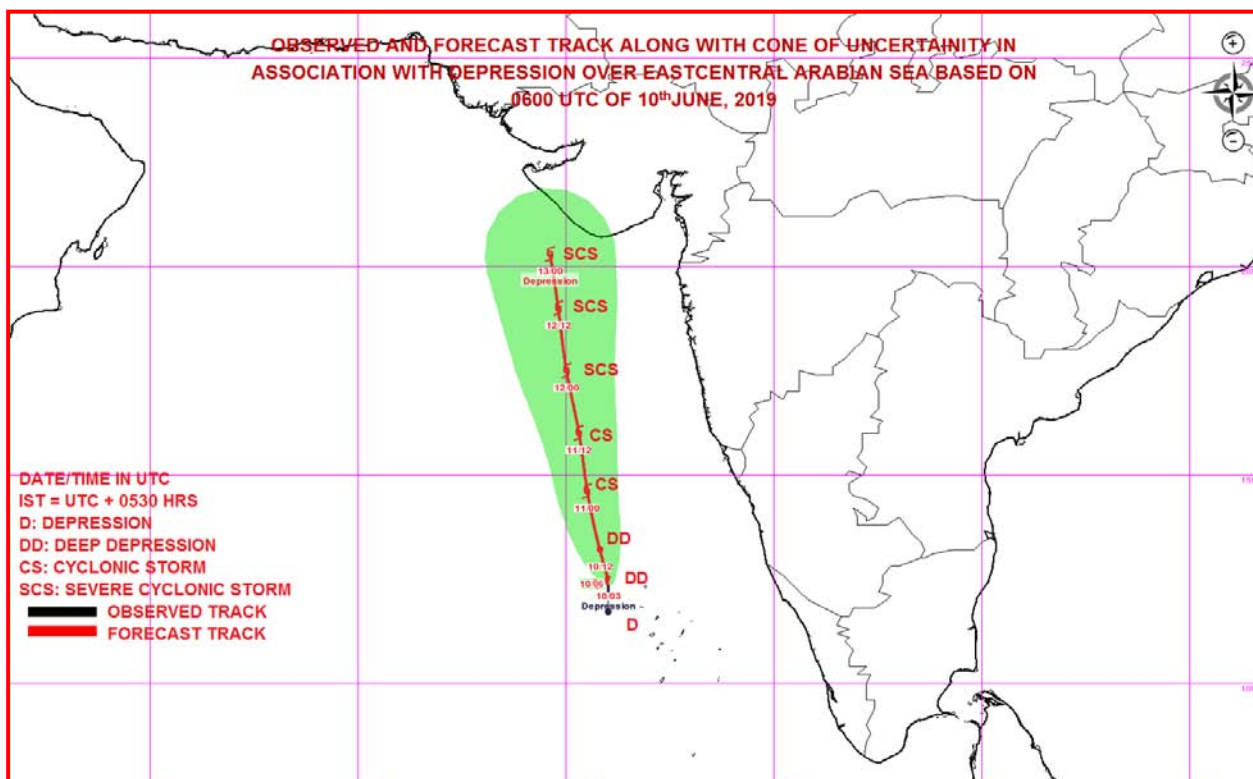 OBSERVED AND FORECAST TRACK ALONG WITH CONE OF UNCERTAINITY IN
ASSOCIATION WITH DEPRESSION OVER EASTCENTRAL ARABIAN SEA BASED ON
0600 UTC OF 10thJUNE, 2019
SCS
13/00
Depression
SCS
12/12
SCS
12/00
CS
11/12
CS
DD
10/12
10/06
DD
10/03
Depression
D
DATE/TIME IN UTC
IST = UTC + 0530 HRS
D: DEPRESSION
DD: DEEP DEPRESSION
CS: CYCLONIC STORM
SCS: SEVERE CYCLONIC STORM
OBSERVED TRACK
FORECAST TRACK